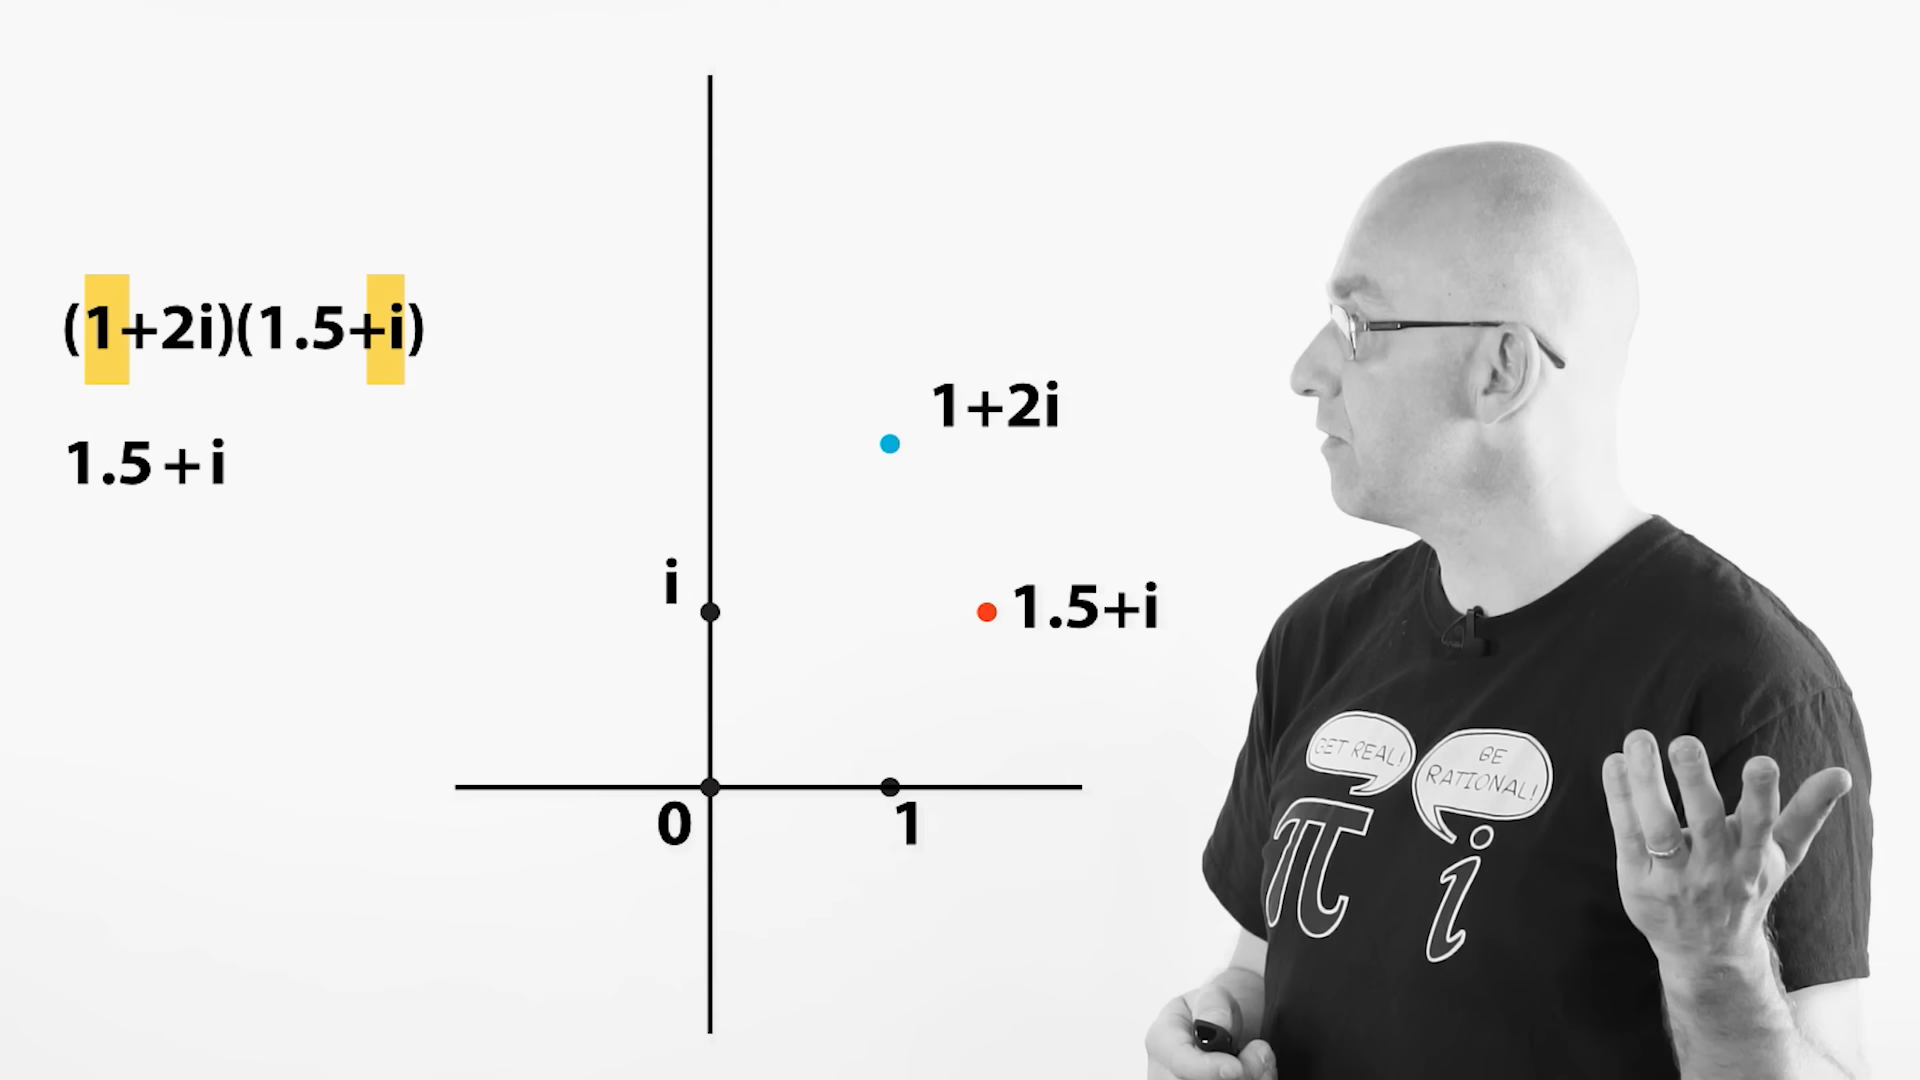 (1+2i)(1.5+i)
1.5+i
1+2i
i
1.5+i
0
1
GET REAL!
BE
RATIONAL!
π
i